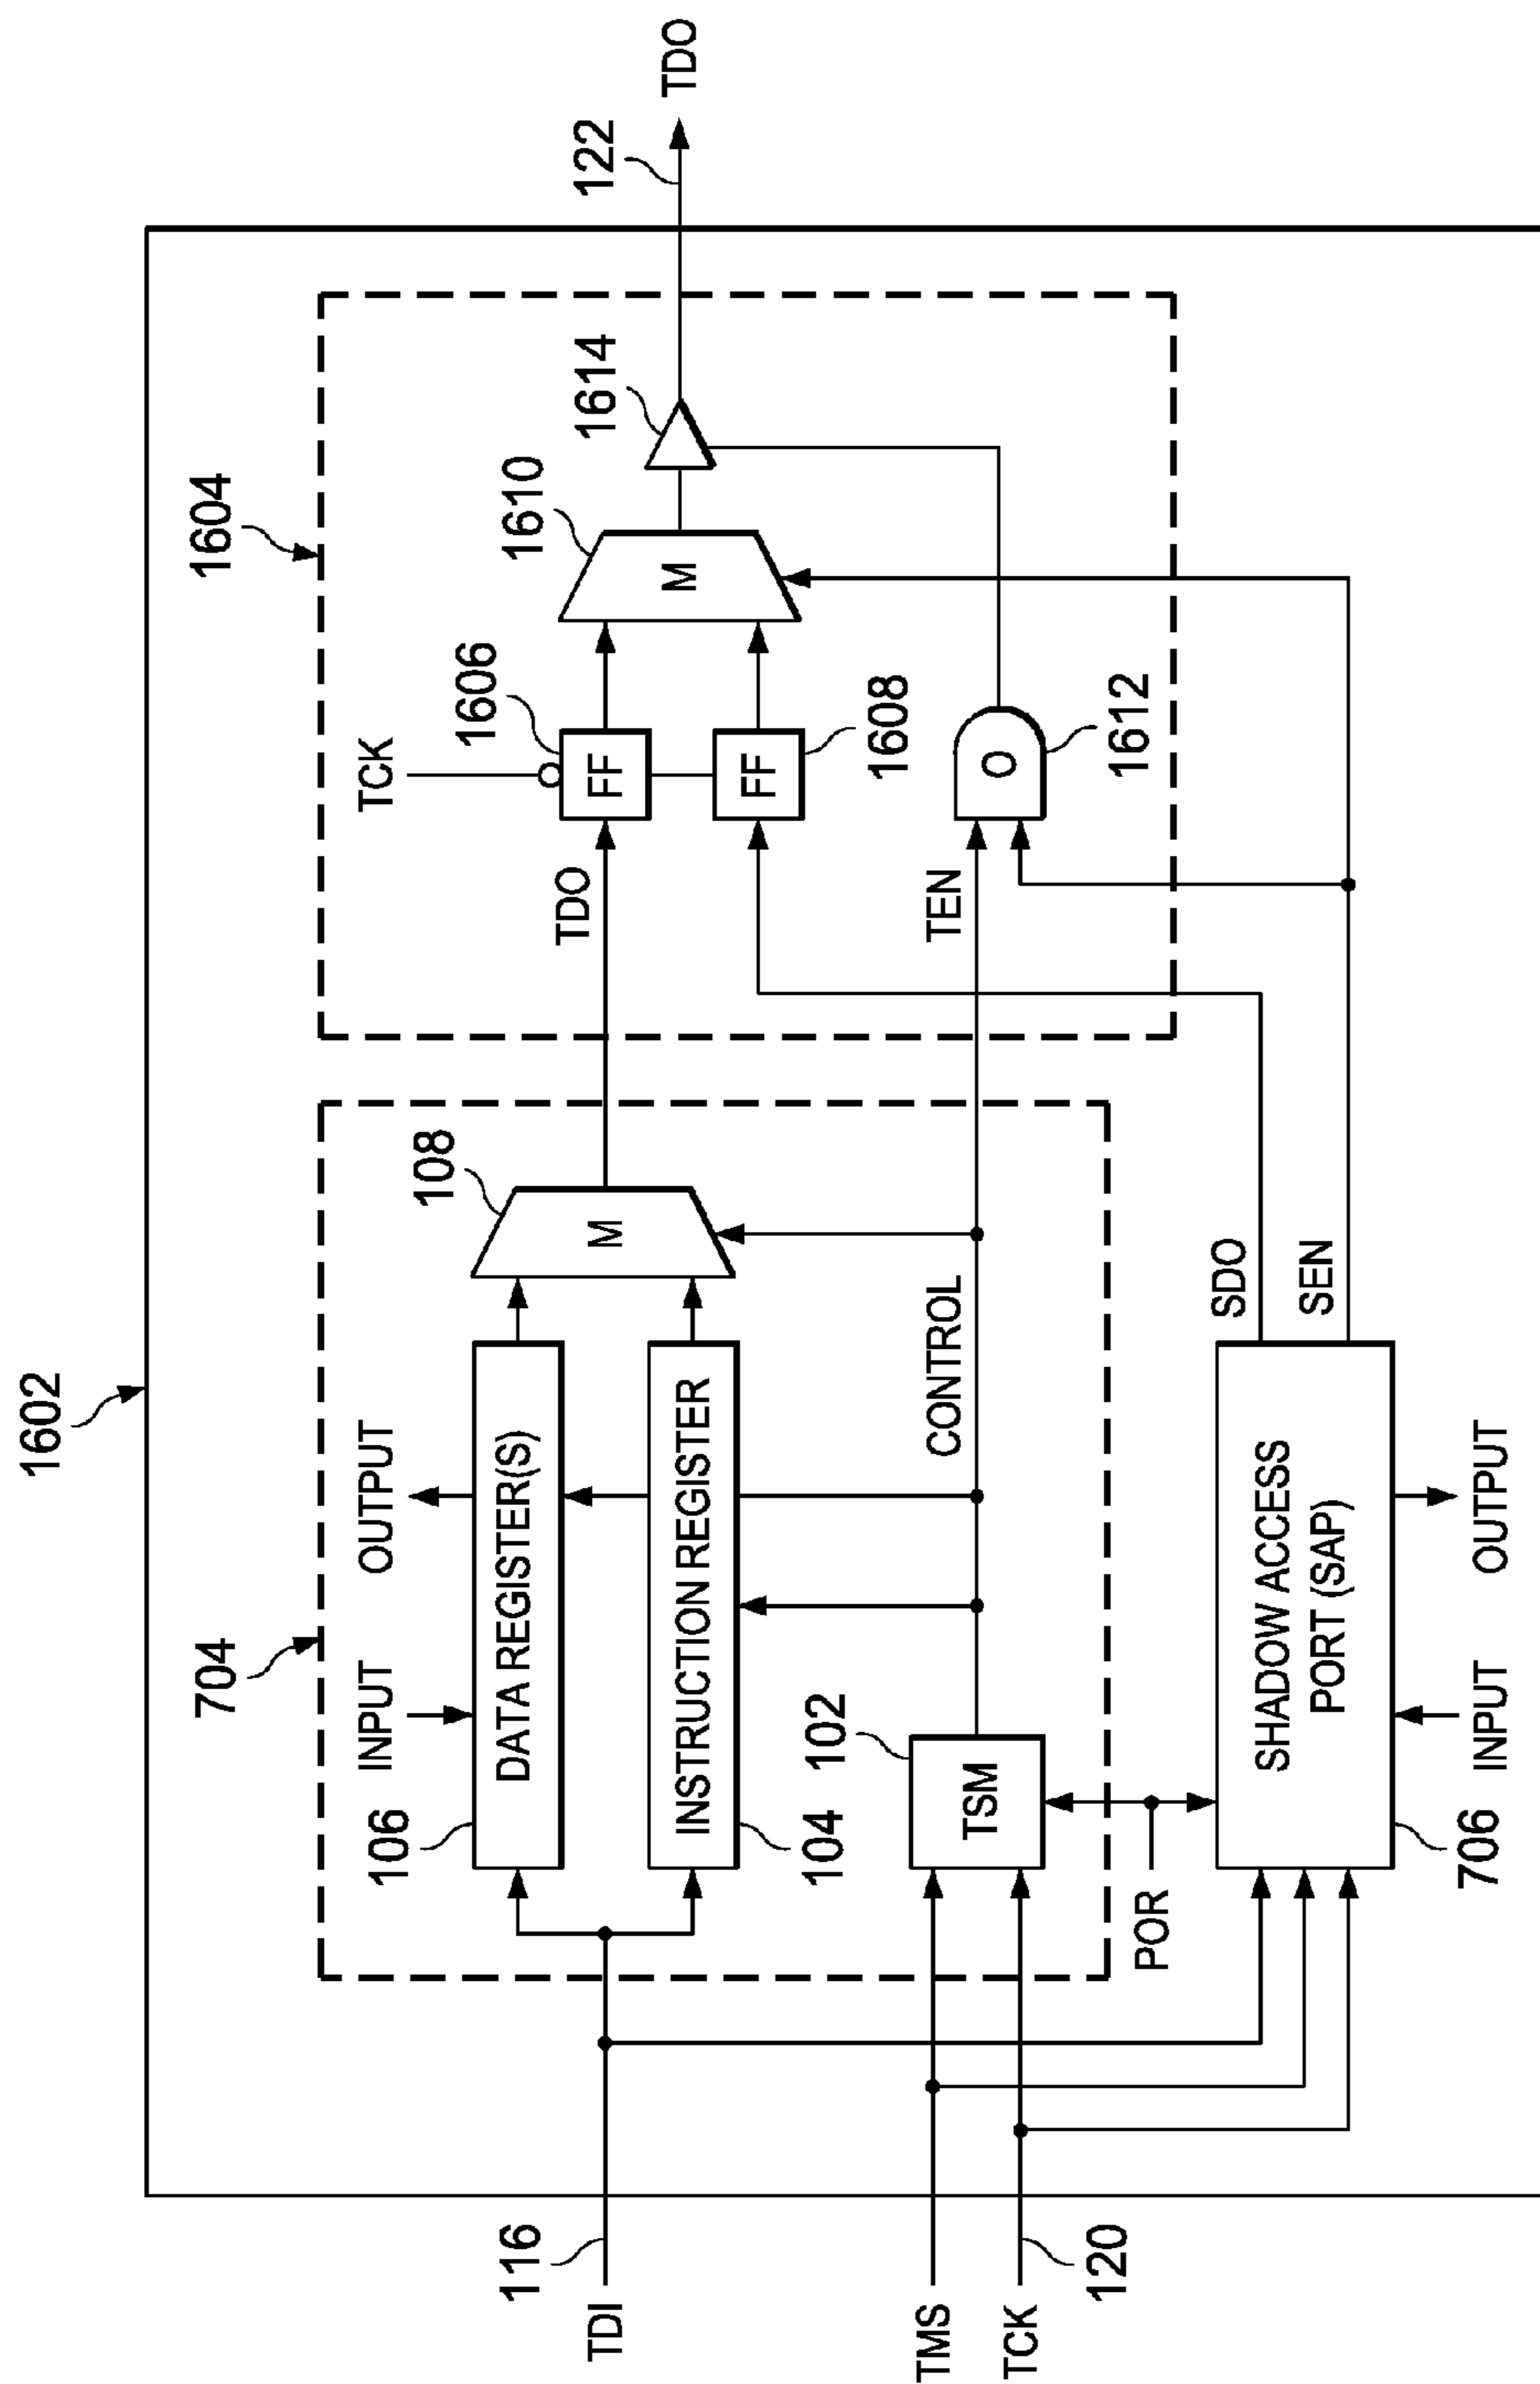 1602
704
1604
106
INPUT
OUTPUT
108
TCK
1606
1610
1614
122
TDI
116
DATA REGISTER(S)
M
TDO
FF
M
TDO
INSTRUCTION REGISTER
104
FF
1608
TMS
102
TSM
CONTROL
TEN
O
1612
TCK
120
POR
SHADOW ACCESS
PORT (SAP)
SDO
SEN
706
INPUT
OUTPUT